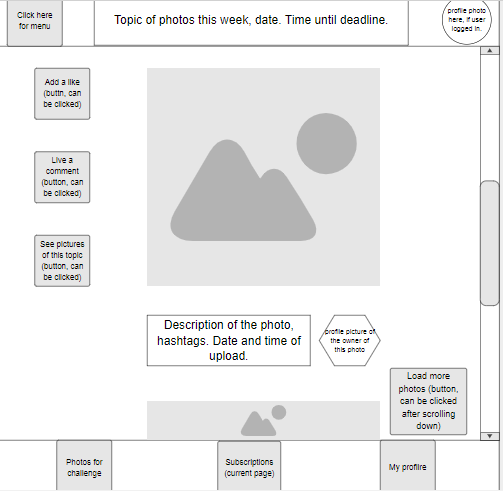 Click here
for menu
Topic of photos this week, date. Time until deadline.
profile photo
here, if user
logged in.
Add a like
(buttn, can
be clicked)
Live a
comment
(button, can
be clicked)
See pictures
of this topic
(button, can
be clicked)
Description of the photo,
hashtags. Date and time of
upload.
profile picture of
the owner of
this photo
Load more
photos (button,
can be clicked
after scrolling
down)
Photos for
challenge
Subscriptions
(current page)
My profilre